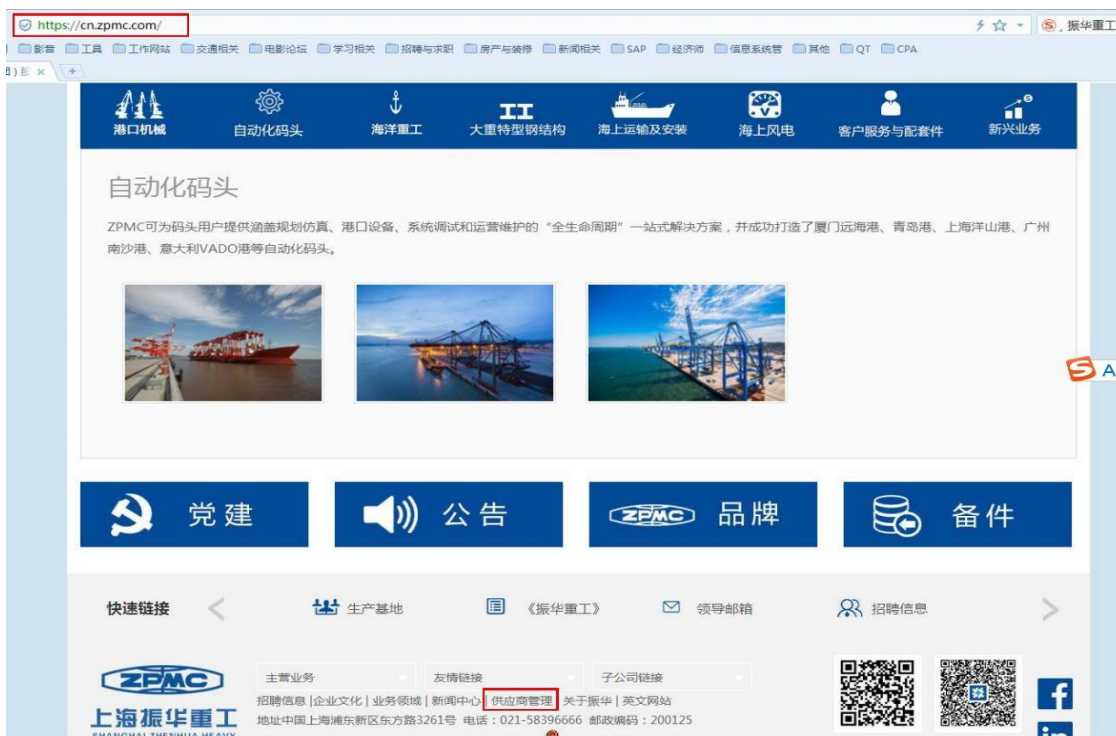 https://cn.zpmc.com/
振华重工
影音 工具 工作网站 交通相关 电影论坛 学习相关 招聘与求职 房产与装修 新闻相关 SAP 经济师 信息系统管 其他 QT CPA
港口机械 自动化码头 海洋重工 大重特型钢结构 海上运输及安装 海上风电 客户服务与配套件 新兴业务
自动化码头
ZPMC可为码头用户提供涵盖规划仿真、港口设备、系统调试和运营维护的“全生命周期”一站式解决方案，并成功打造了厦门远海港、青岛港、上海洋山港、广州
南沙港、意大利VADO港等自动化码头。
党建 公告 ZPMC 品牌 备件
快速链接 生产基地 《振华重工》 领导邮箱 招聘信息
ZPMC
主营业务 友情链接 子公司链接
招聘信息 |企业文化 | 业务领域 | 新闻中心 | 供应商管理 | 关于振华 | 英文网站
上海振华重工
地址中国上海浦东新区东方路3261号 电话：021-58396666 邮政编码：200125
SHANGHAI ZHENHUA HEAVY